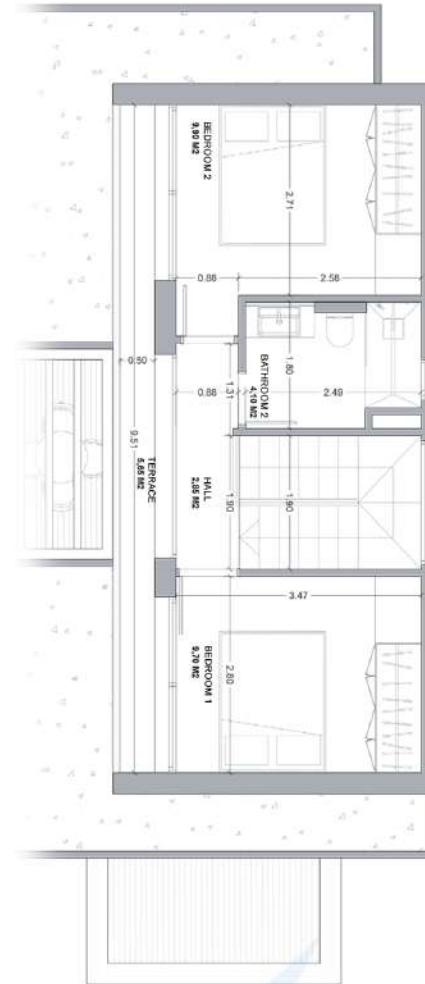 BEDROOM 2
9,90 M2
2.71
0.88
2.58
BATHROOM 2
4,10 M2
1.80
1.31
0.88
2.49
0.50
9.51
TERRACE
5,65 M2
HALL
2,85 M2
1.90
1.90
3.47
BEDROOM 1
9,70 M2
2.80